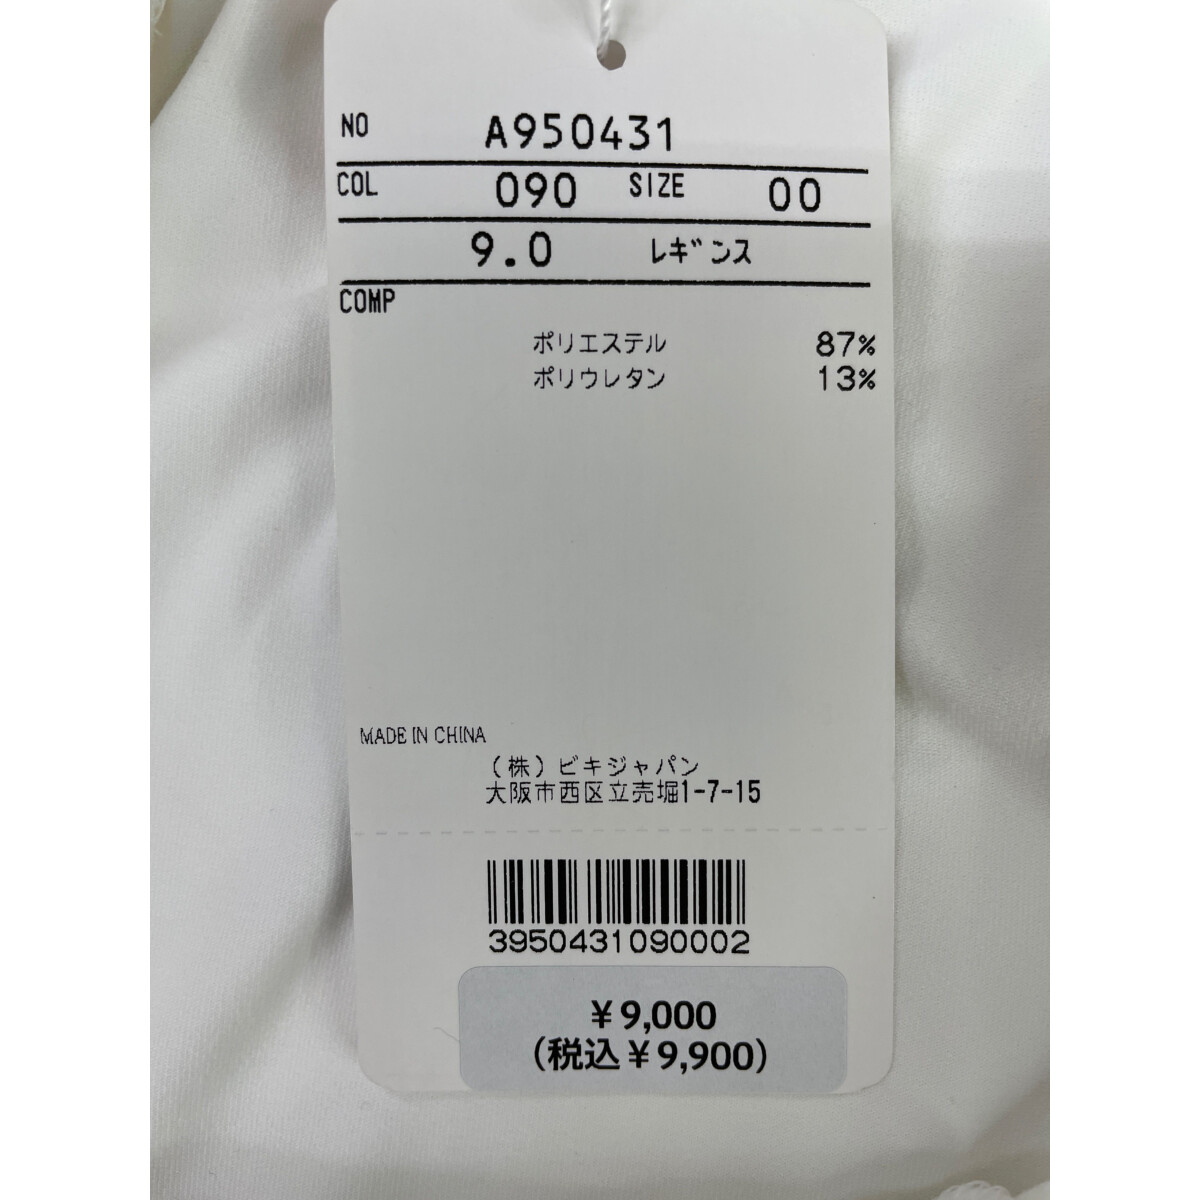 NO A950431
COL 090 SIZE 00
9.0 ﾚｷﾞﾝｽ
COMP
ポリエステル 87%
ポリウレタン 13%
MADE IN CHINA
(株)ビキジャパン
大阪市西区立売堀1-7-15
3950431090002
¥9,000
(税込¥9,900)